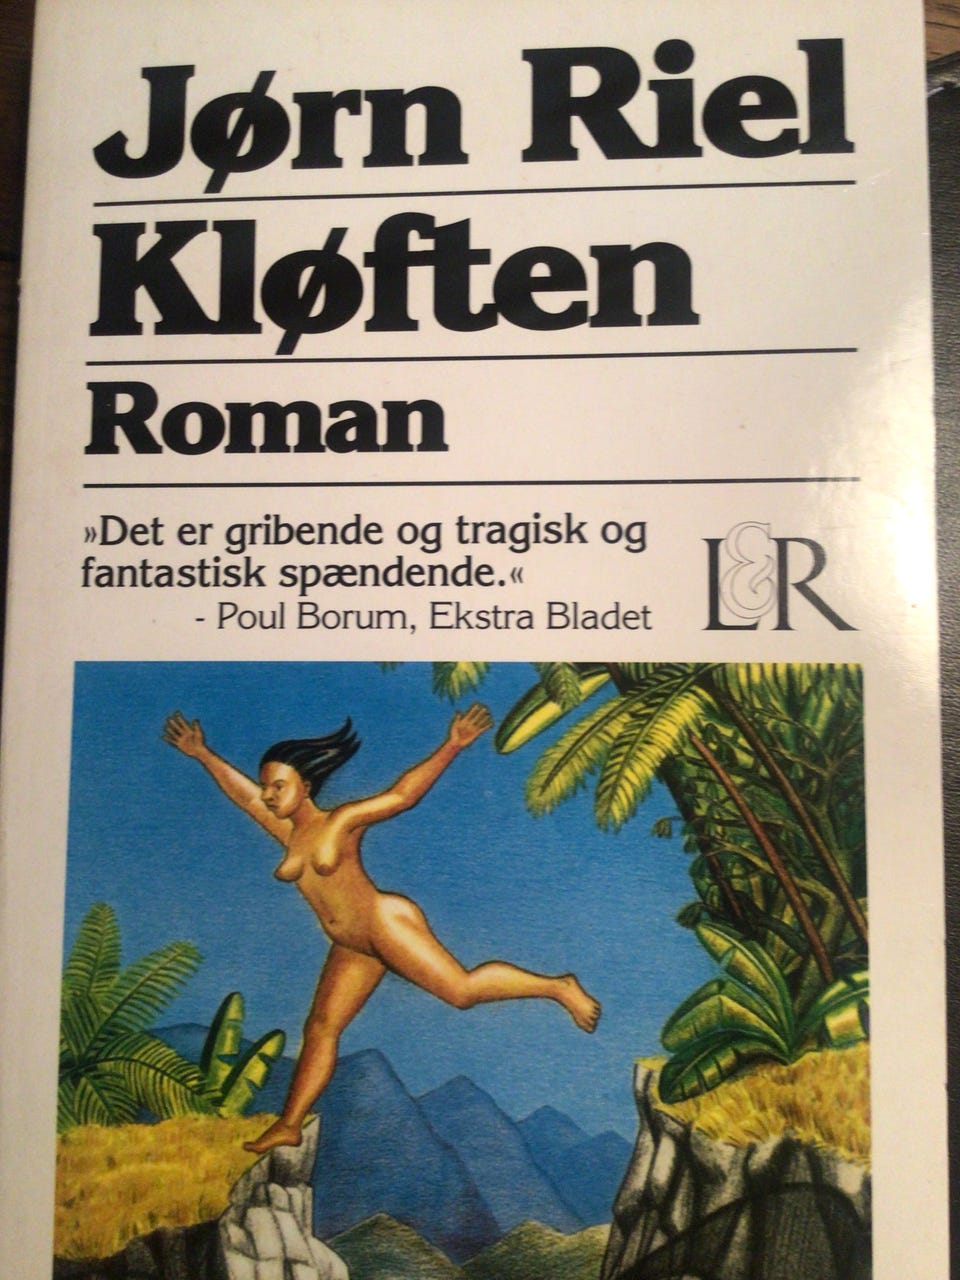 Jørn Riel
Kløften
Roman
»Det er gribende og tragisk og
fantastisk spændende.«
- Poul Borum, Ekstra Bladet
L&R